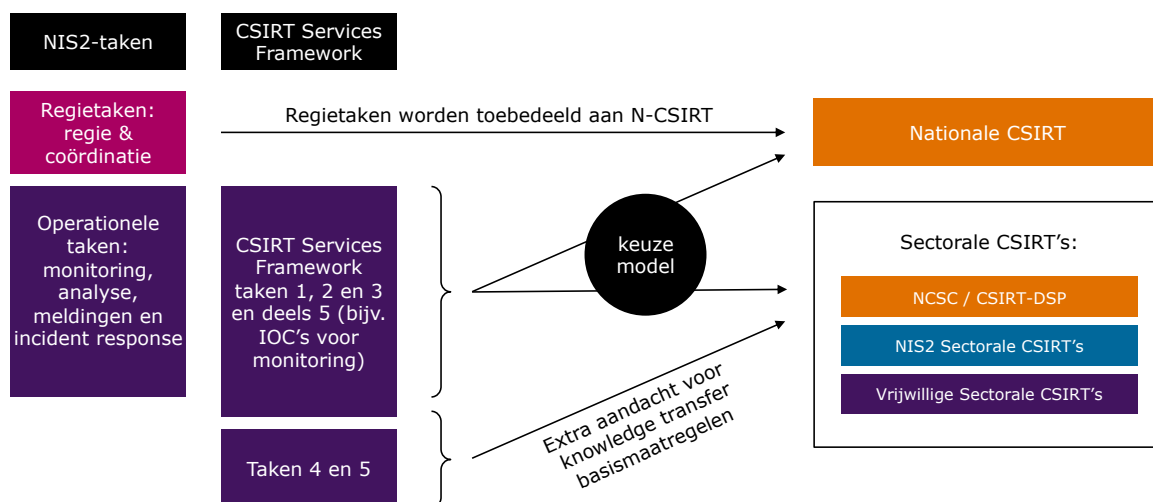 NIS2-taken
CSIRT Services
Framework
Regietaken:
regie &
coördinatie
Regietaken worden toebedeeld aan N-CSIRT
Nationale CSIRT
Operationele
taken:
monitoring,
analyse,
meldingen en
incident response
CSIRT Services
Framework
taken 1, 2 en 3
en deels 5 (bijv.
IOC's voor
monitoring)
keuze
model
Sectorale CSIRT's:
NCSC / CSIRT-DSP
NIS2 Sectorale CSIRT's
Vrijwillige Sectorale CSIRT's
Extra aandacht voor
knowledge transfer
basismaatregelen
Taken 4 en 5